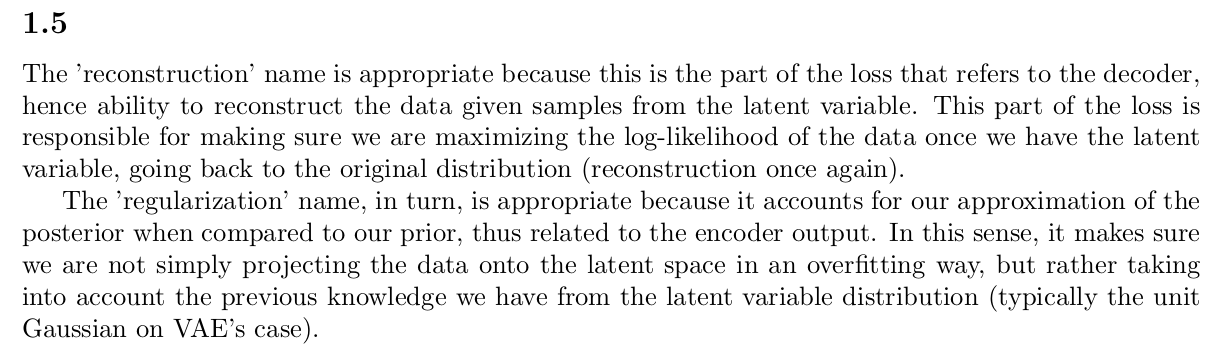 1.5
The ’reconstruction’ name is appropriate because this is the part of the loss that refers to the decoder,
hence ability to reconstruct the data given samples from the latent variable. This part of the loss is
responsible for making sure we are maximizing the log-likelihood of the data once we have the latent
variable, going back to the original distribution (reconstruction once again).
The ’regularization’ name, in turn, is appropriate because it accounts for our approximation of the
posterior when compared to our prior, thus related to the encoder output. In this sense, it makes sure
we are not simply projecting the data onto the latent space in an overfitting way, but rather taking
into account the previous knowledge we have from the latent variable distribution (typically the unit
Gaussian on VAE’s case).